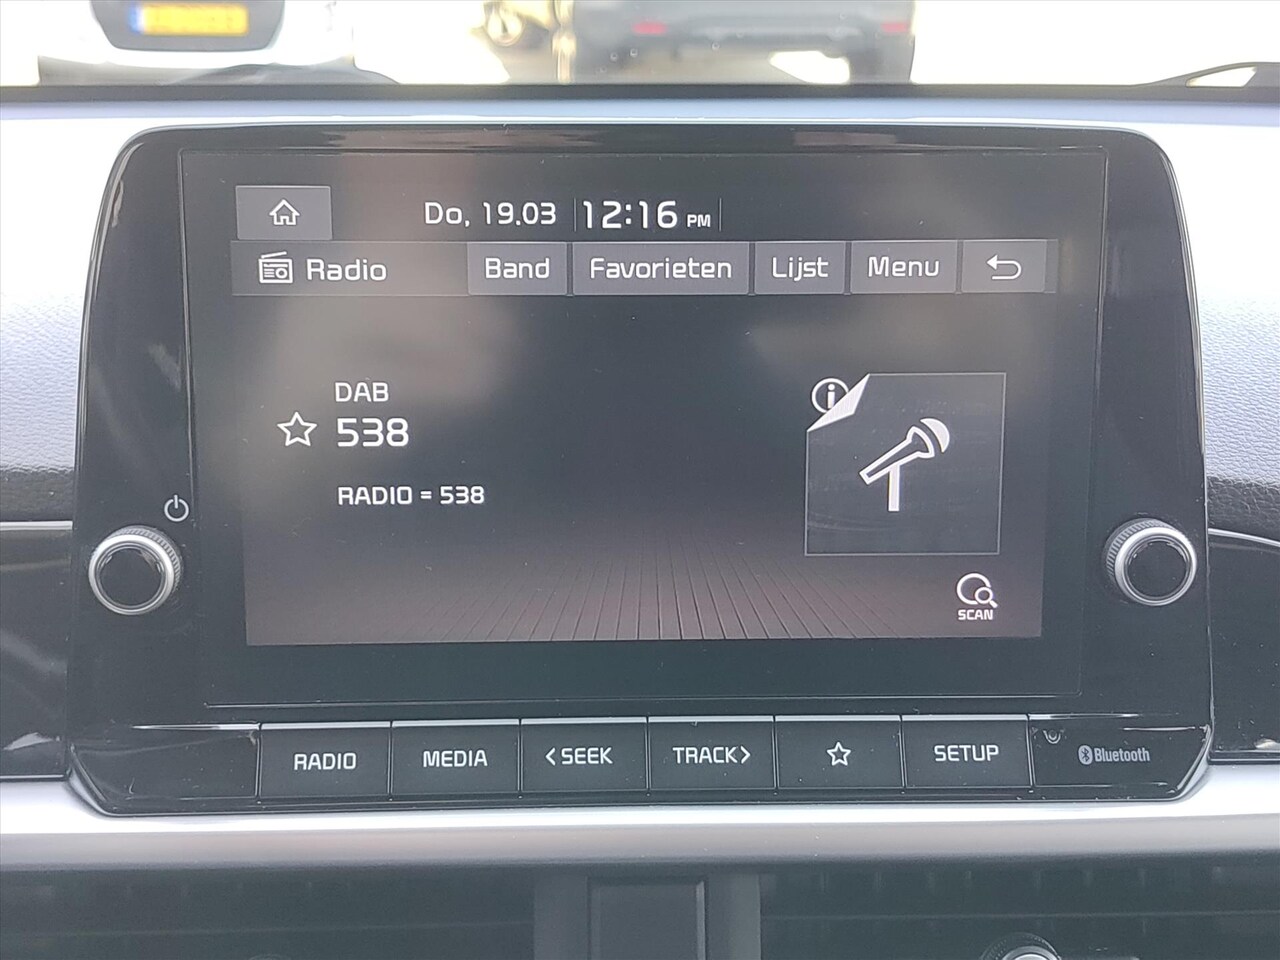 Do, 19.03 12:16 PM
Radio Band Favorieten Lijst Menu
DAB
538
RADIO = 538
SCAN
RADIO MEDIA <SEEK TRACK> SETUP Bluetooth